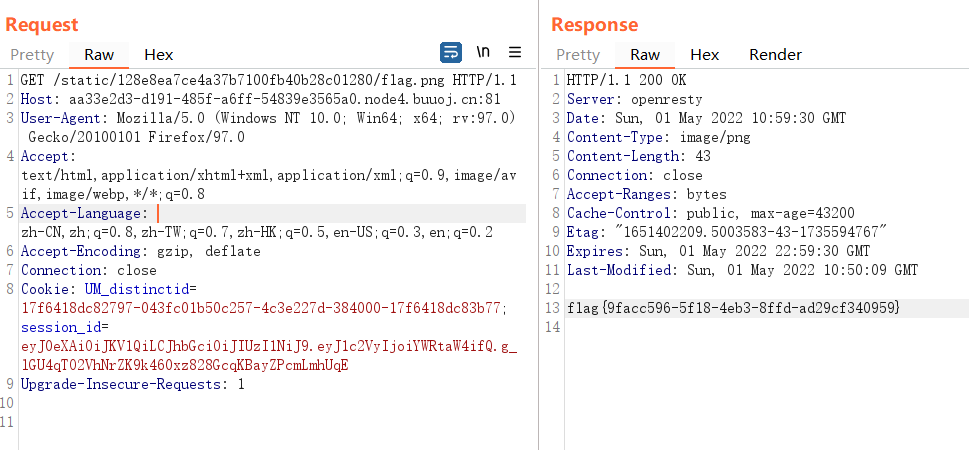 Request
Pretty Raw Hex \n
1 GET /static/128e8ea7ce4a37b7100fb40b28c01280/flag.png HTTP/1.1
2 Host: aa33e2d3-d191-485f-a6ff-54839e3565a0.node4.buuoj.cn:81
3 User-Agent: Mozilla/5.0 (Windows NT 10.0; Win64; x64; rv:97.0)
Gecko/20100101 Firefox/97.0
4 Accept:
text/html,application/xhtml+xml,application/xml;q=0.9,image/av
if,image/webp,*/*;q=0.8
5 Accept-Language:
zh-CN,zh;q=0.8,zh-TW;q=0.7,zh-HK;q=0.5,en-US;q=0.3,en;q=0.2
6 Accept-Encoding: gzip, deflate
7 Connection: close
8 Cookie: UM_distinctid=
17f6418dc82797-043fc01b50c257-4c3e227d-384000-17f6418dc83b77;
session_id=
eyJ0eXAiOiJKV1QiLCJhbGciOiJIUzI1NiJ9.eyJ1c2VyIjoiYWRtaW4ifQ.g_
1GU4qT02VhNrZK9k460xz828GcqKBayZPcmLmhUqE
9 Upgrade-Insecure-Requests: 1
10
11
Response
Pretty Raw Hex Render
1 HTTP/1.1 200 OK
2 Server: openresty
3 Date: Sun, 01 May 2022 10:59:30 GMT
4 Content-Type: image/png
5 Content-Length: 43
6 Connection: close
7 Accept-Ranges: bytes
8 Cache-Control: public, max-age=43200
9 Etag: "1651402209.5003583-43-1735594767"
10 Expires: Sun, 01 May 2022 22:59:30 GMT
11 Last-Modified: Sun, 01 May 2022 10:50:09 GMT
12
13 flag{9facc596-5f18-4eb3-8ffd-ad29cf340959}
14